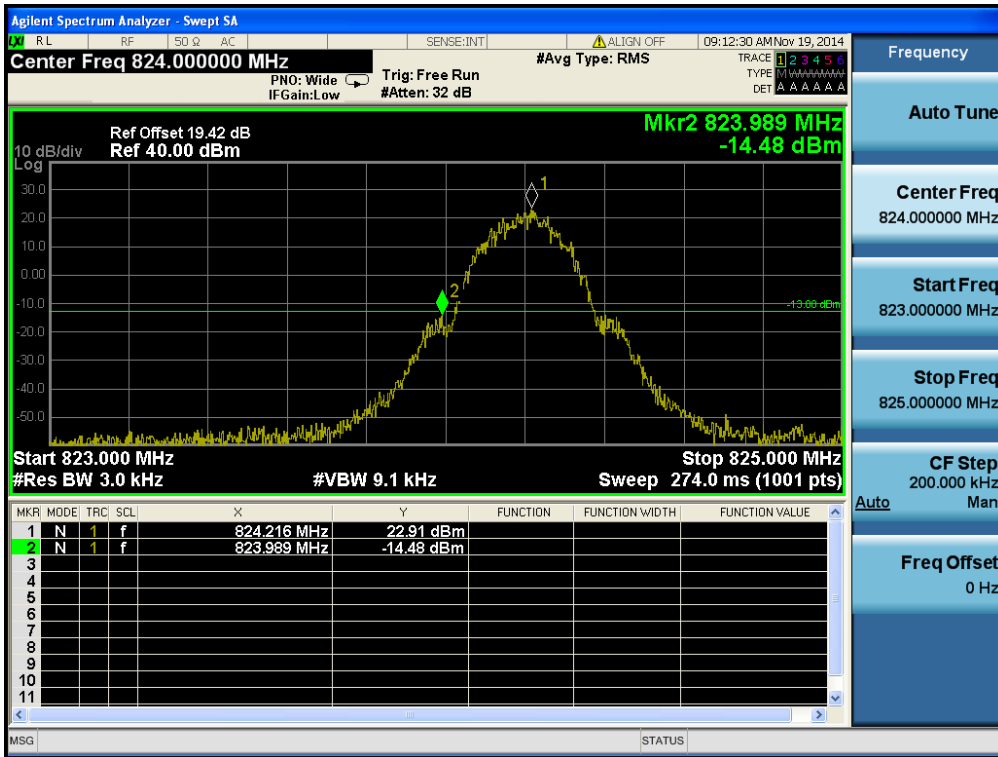 Agilent Spectrum Analyzer - Swept SA
LXI RL RF 50 Ω AC SENSE:INT ALIGN OFF 09:12:30 AM Nov 19, 2014
Center Freq 824.000000 MHz
#Avg Type: RMS
TRACE 1 2 3 4 5 6
PNO: Wide Trig: Free Run
TYPE M WWWWW
IFGain:Low #Atten: 32 dB
DET A A A A A A
Mkr2 823.989 MHz
-14.48 dBm
Ref Offset 19.42 dB
10 dB/div Ref 40.00 dBm
Log
1
2
30.0
20.0
10.0
0.00
-10.0
-13.00 dBm
-20.0
-30.0
-40.0
-50.0
Start 823.000 MHz Stop 825.000 MHz
#Res BW 3.0 kHz #VBW 9.1 kHz Sweep 274.0 ms (1001 pts)
MKR MODE TRC SCL X Y FUNCTION FUNCTION WIDTH FUNCTION VALUE
1 N 1 f 824.216 MHz 22.91 dBm
2 N 1 f 823.989 MHz -14.48 dBm
3
4
5
6
7
8
9
10
11
MSG STATUS
Frequency
Auto Tune
Center Freq
824.000000 MHz
Start Freq
823.000000 MHz
Stop Freq
825.000000 MHz
CF Step
200.000 kHz
Auto Man
Freq Offset
0 Hz